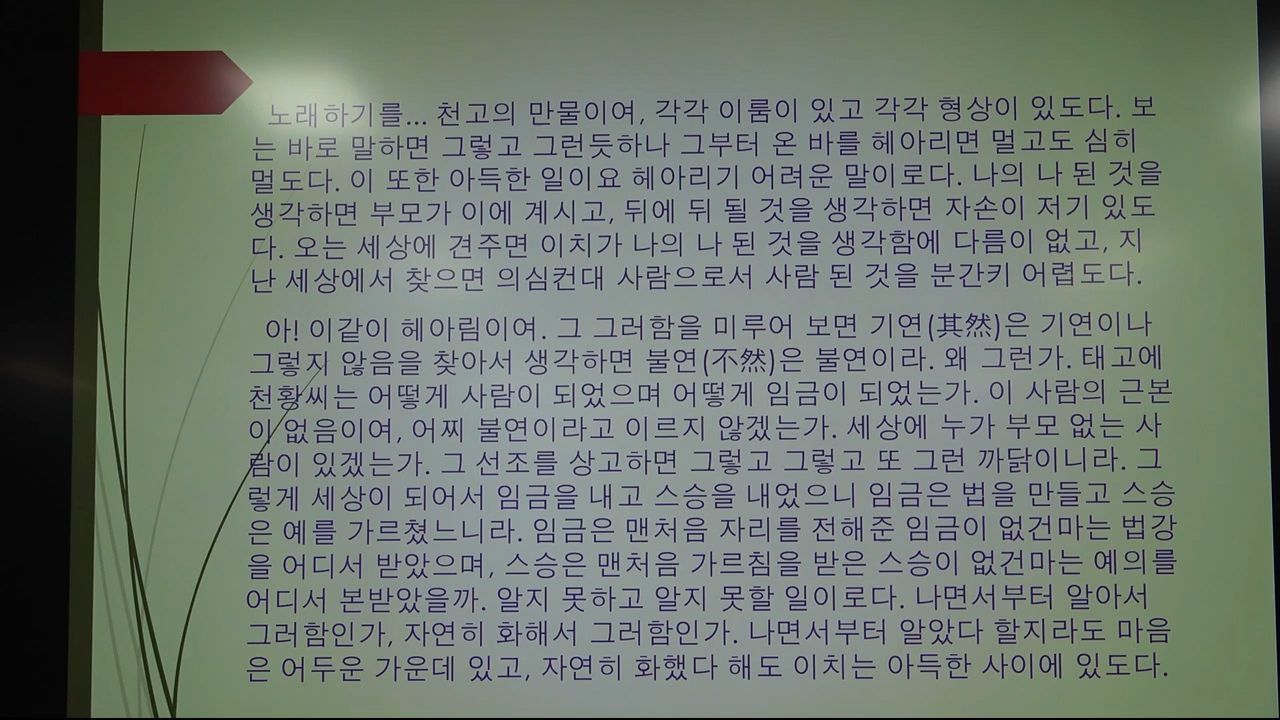 노래하기를... 천고의 만물이여, 각각 이룸이 있고 각각 형상이 있도다. 보
는 바로 말하면 그렇고 그런듯하나 그부터 온 바를 헤아리면 멀고도 심히
멀도다. 이 또한 아득한 일이요 헤아리기 어려운 말이로다. 나의 나 된 것을
생각하면 부모가 이에 계시고, 뒤에 뒤 될 것을 생각하면 자손이 저기 있도
다. 오는 세상에 견주면 이치가 나의 나 된 것을 생각함에 다름이 없고, 지
난 세상에서 찾으면 의심컨대 사람으로서 사람 된 것을 분간키 어렵도다.
아! 이같이 헤아림이여. 그 그러함을 미루어 보면 기연(其然)은 기연이나
그렇지 않음을 찾아서 생각하면 불연(不然)은 불연이라. 왜 그런가. 태고에
천황씨는 어떻게 사람이 되었으며 어떻게 임금이 되었는가. 이 사람의 근본
이 없음이여, 어찌 불연이라고 이르지 않겠는가. 세상에 누가 부모 없는 사
람이 있겠는가. 그 선조를 상고하면 그렇고 그렇고 또 그런 까닭이니라. 그
렇게 세상이 되어서 임금을 내고 스승을 내었으니 임금은 법을 만들고 스승
은 예를 가르쳤느니라. 임금은 맨처음 자리를 전해준 임금이 없건마는 법강
을 어디서 받았으며, 스승은 맨처음 가르침을 받은 스승이 없건마는 예의를
어디서 본받았을까. 알지 못하고 알지 못할 일이로다. 나면서부터 알아서
그러함인가, 자연히 화해서 그러함인가. 나면서부터 알았다 할지라도 마음
은 어두운 가운데 있고, 자연히 화했다 해도 이치는 아득한 사이에 있도다.